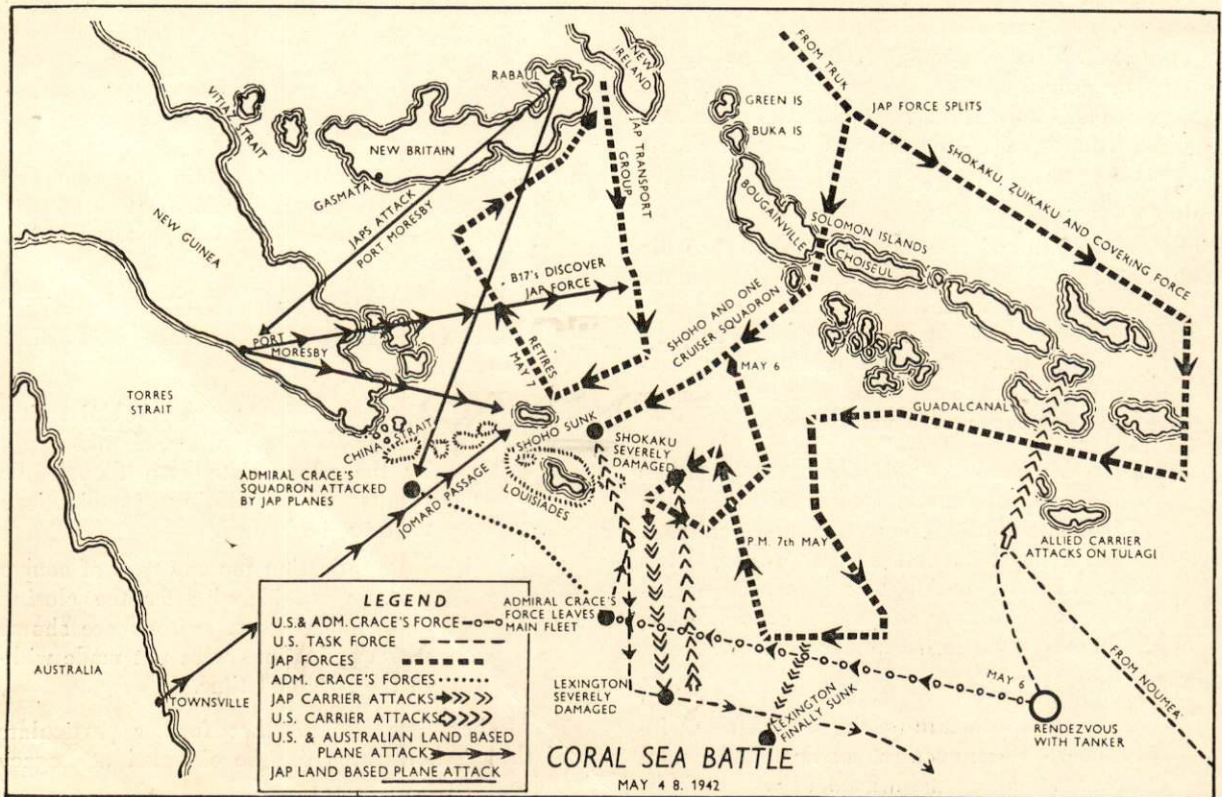 RABAUL
NEW
IRELAND
FROM TRUK
GREEN IS
BUKA IS
JAP FORCE SPLITS
VITIAZ STRAIT
NEW BRITAIN
GASMATA
JAP TRANSPORT
GROUP
SHOKAKU, ZUIKAKU AND COVERING FORCE
BOUGAINVILLE
SOLOMON ISLANDS
CHOISEUL
NEW GUINEA
JAPS ATTACK
PORT MORESBY
B17's DISCOVER
JAP FORCE
SHOHO AND ONE
CRUISER SQUADRON
PORT
MORESBY
RETIRES
MAY 7
MAY 6
TORRES
STRAIT
GUADALCANAL
CHINA STRAIT
SHOHO SUNK
SHOKAKU
SEVERELY
DAMAGED
ADMIRAL CRACE'S
SQUADRON ATTACKED
BY JAP PLANES
JOMARD PASSAGE
LOUISIADES
P.M. 7th MAY
ALLIED CARRIER
ATTACKS ON TULAGI
LEGEND
U.S.& ADM.CRACE'S FORCE
U.S. TASK FORCE
JAP FORCES
ADM. CRACE'S FORCES
JAP CARRIER ATTACKS
U.S. CARRIER ATTACKS
U.S. & AUSTRALIAN LAND BASED
PLANE ATTACK
JAP LAND BASED PLANE ATTACK
ADMIRAL CRACE'S
FORCE LEAVES
MAIN FLEET
AUSTRALIA
TOWNSVILLE
LEXINGTON
SEVERELY
DAMAGED
LEXINGTON
FINALLY SUNK
MAY 6
FROM NOUMEA
RENDEZVOUS
WITH TANKER
CORAL SEA BATTLE
MAY 4 8. 1942